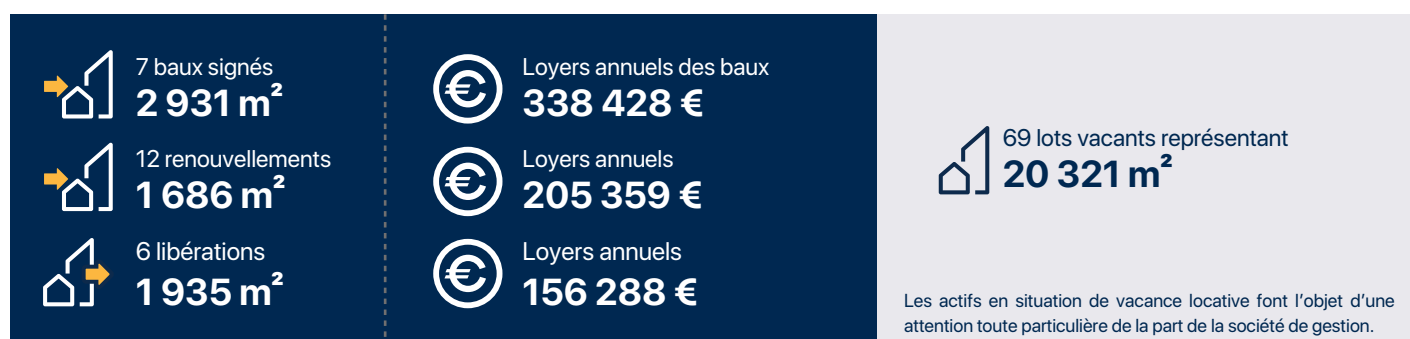 7 baux signés
2 931 m²
Loyers annuels des baux
338 428 €
12 renouvellements
1 686 m²
Loyers annuels
205 359 €
6 libérations
1 935 m²
Loyers annuels
156 288 €
69 lots vacants représentant
20 321 m²
Les actifs en situation de vacance locative font l’objet d’une
attention toute particulière de la part de la société de gestion.